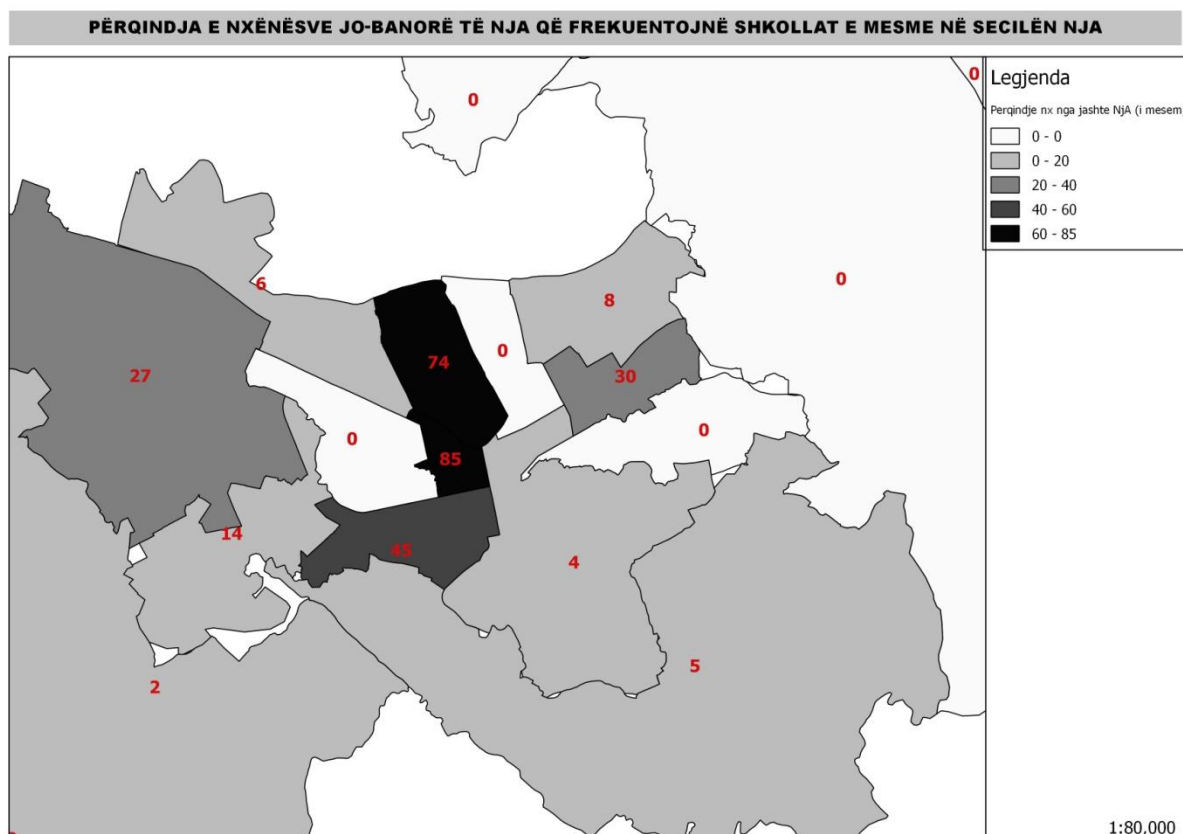 PËRQINDJA E NXËNËSVE JO-BANORË TË NJA QË FREKUENTOJNË SHKOLLAT E MESME NË SECILËN NJA
Legjenda
Perqindje nx nga jashte NjA (i mesem
0 - 0
0 - 20
20 - 40
40 - 60
60 - 85
0
0
0
6
8
74
0
27
30
0
0
85
14
45
4
5
2
1:80.000